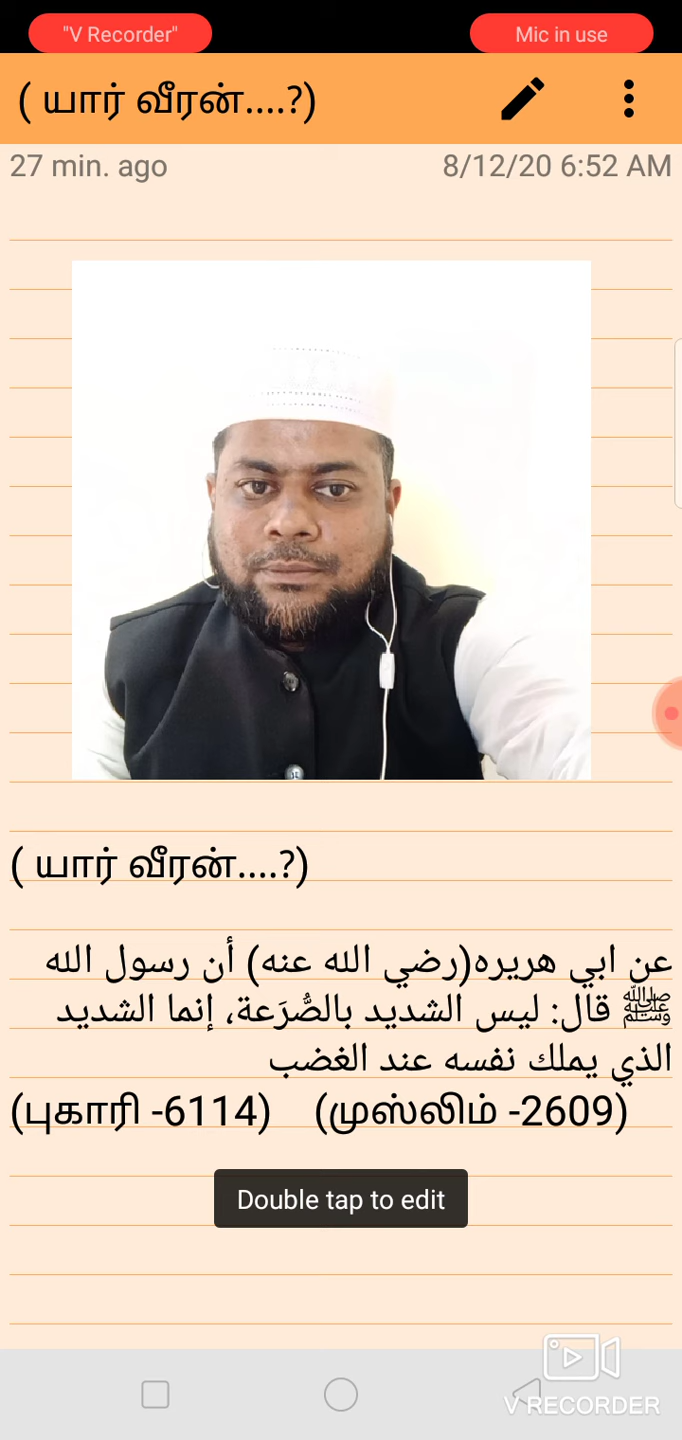 "V Recorder"
Mic in use
( யார் வீரன்....?)
27 min. ago
8/12/20 6:52 AM
( யார் வீரன்....?)
عن ابي هريره(رضي الله عنه) أن رسول الله
ﷺ قال: ليس الشديد بالصُّرَعة، إنما الشديد
الذي يملك نفسه عند الغضب
(புகாரி -6114) (முஸ்லிம் -2609)
Double tap to edit
V RECORDER